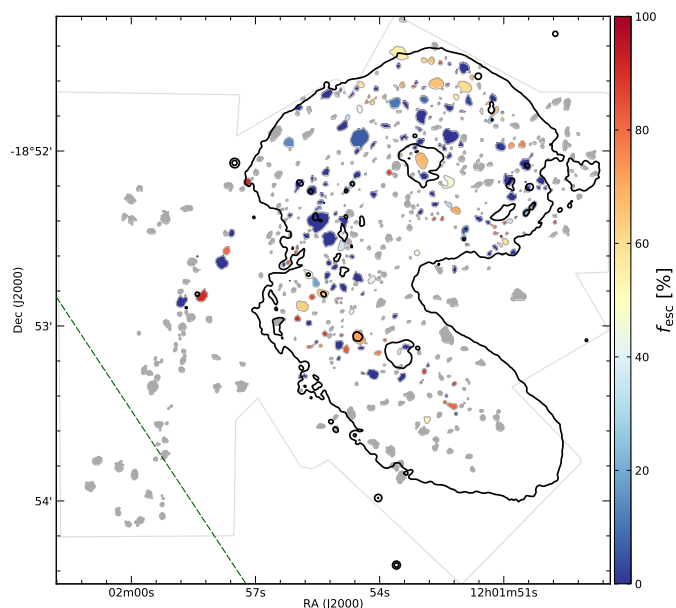 100
80
60
40
20
0
f_esc [%]
-18°52'
53'
54'
Dec (J2000)
02m00s
57s
54s
12h01m51s
RA (J2000)